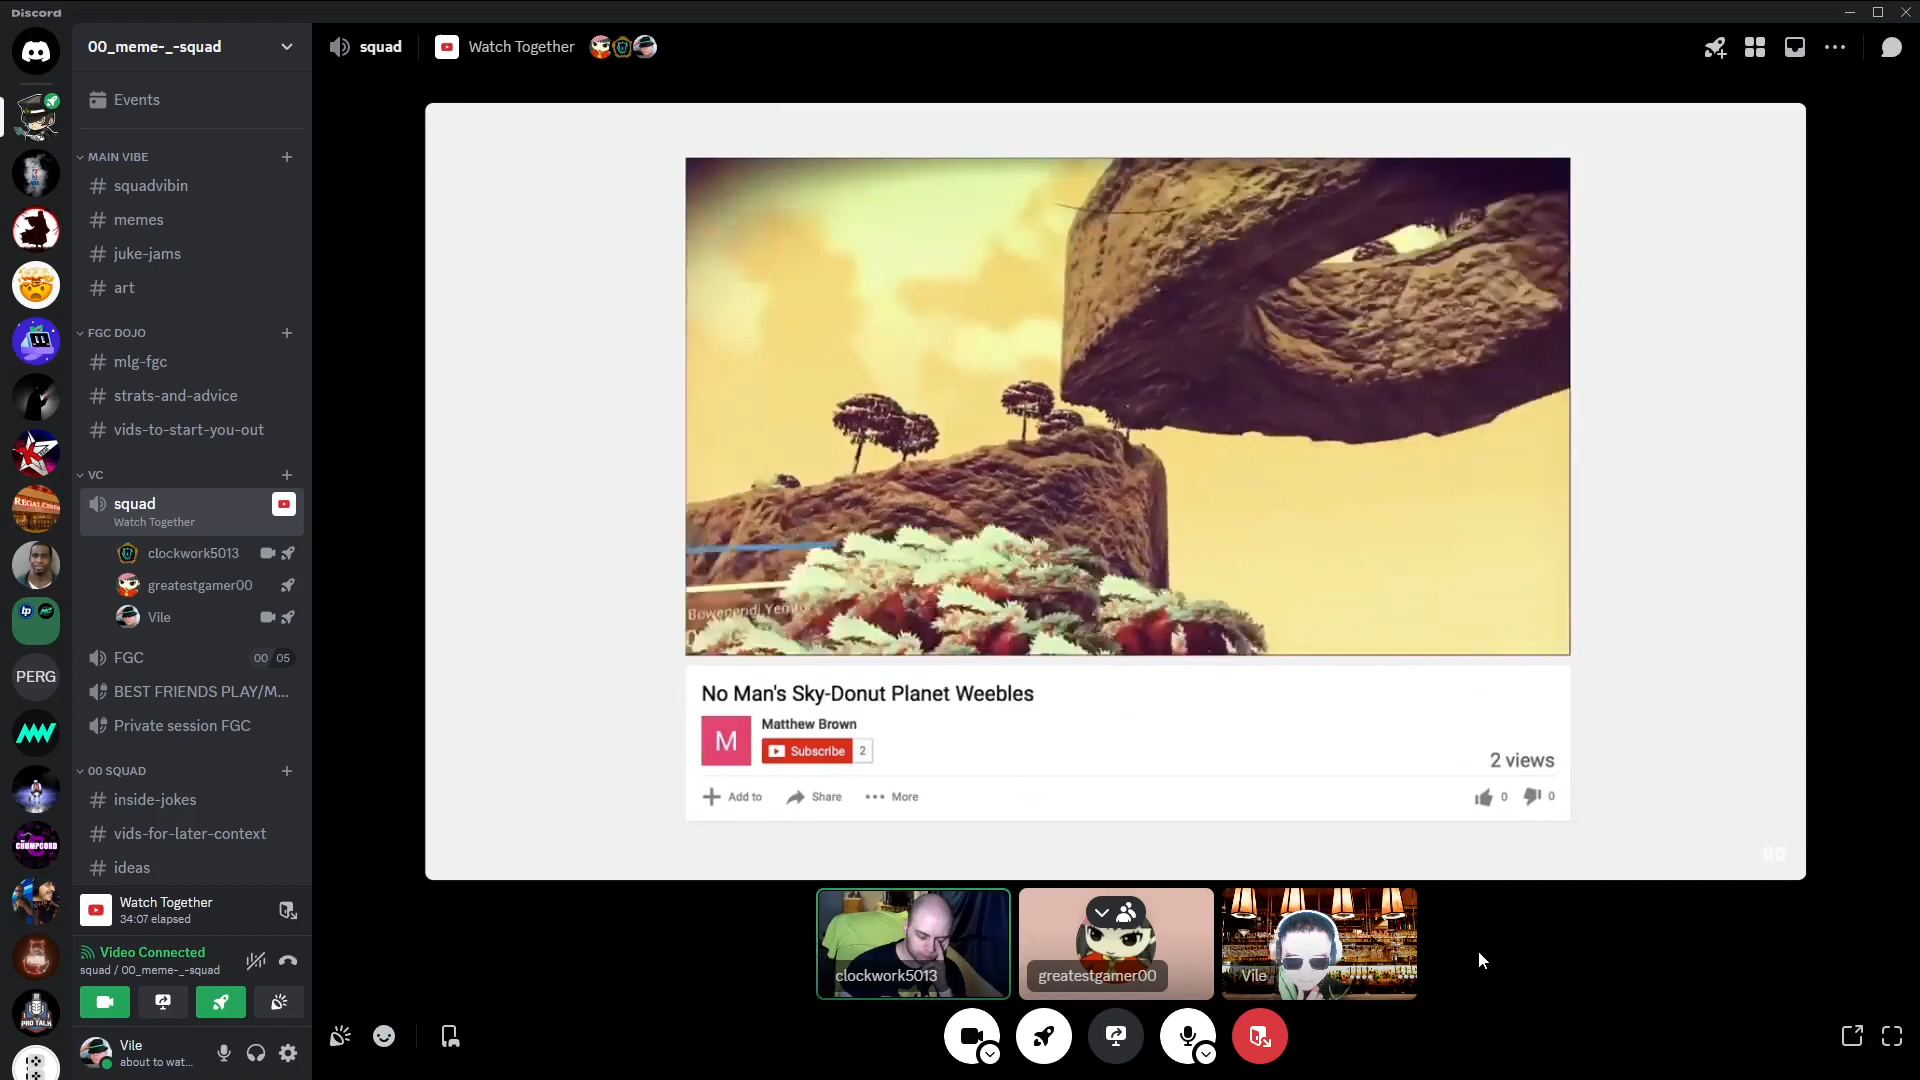 Discord
00_meme-_-squad
squad
Watch Together
Events
MAIN VIBE
squadvibin
memes
juke-jams
art
FGC DOJO
mlg-fgc
strats-and-advice
vids-to-start-you-out
VC
squad
Watch Together
clockwork5013
greatestgamer00
Vile
FGC
00 05
BEST FRIENDS PLAY/M...
Private session FGC
00 SQUAD
inside-jokes
vids-for-later-context
ideas
PERG
Watch Together
34:07 elapsed
Video Connected
squad / 00_meme-_-squad
Vile
about to wat...
No Man's Sky-Donut Planet Weebles
M
Matthew Brown
Subscribe 2
2 views
Add to
Share
More
0
0
clockwork5013
greatestgamer00
Vile
REGAL
CHUMPCORD
PRO TALK